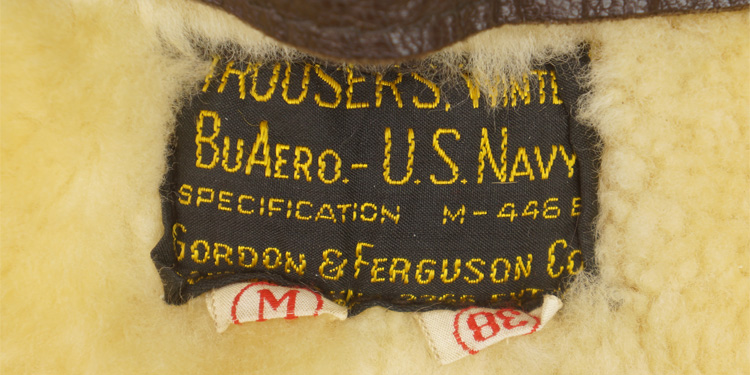 TROUSERS, WINTE
BUAERO.- U.S. NAVY
SPECIFICATION M-446 B
GORDON & FERGUSON CO
M
38